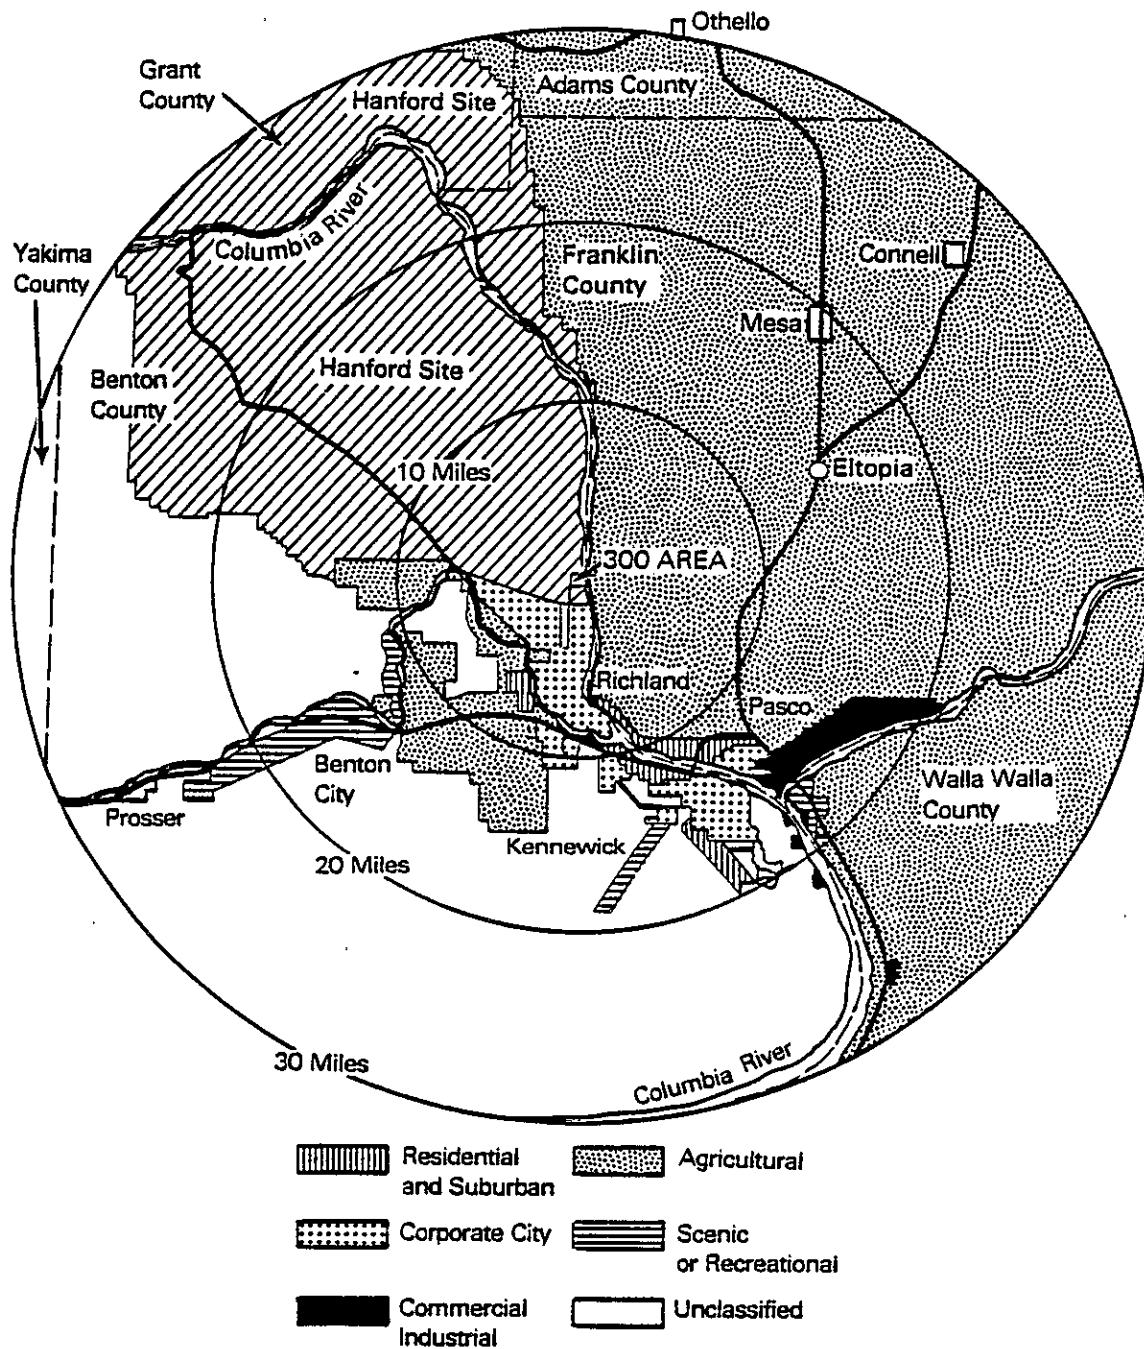 Othello
Grant
County
Adams County
Hanford Site
Columbia River
Yakima
County
Franklin
County
Connell
Mesa
Hanford Site
Benton
County
10 Miles
Eltopia
300 AREA
Richland
Pasco
Benton
City
Walla Walla
County
Prosser
Kennewick
20 Miles
30 Miles
Columbia River
Residential
and Suburban
Agricultural
Corporate City
Scenic
or Recreational
Commercial
Industrial
Unclassified